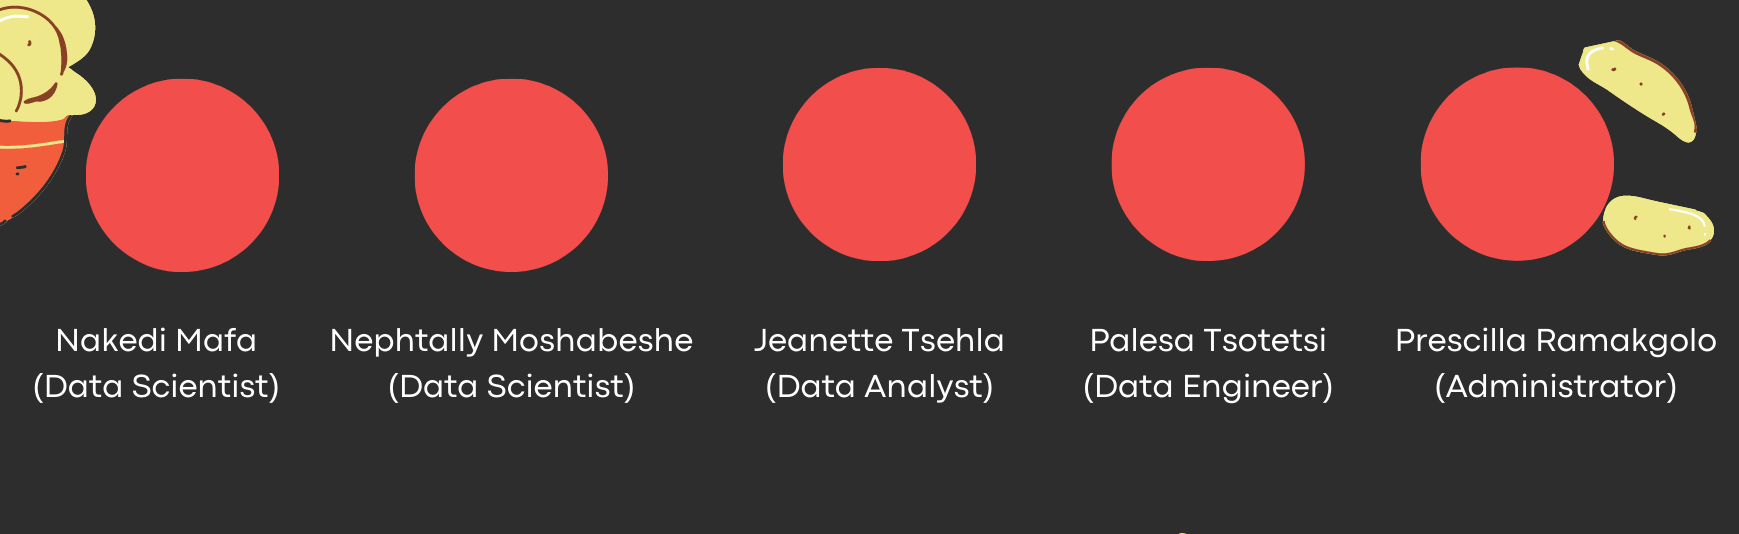 Nakedi Mafa
(Data Scientist)
Nephtally Moshabeshe
(Data Scientist)
Jeanette Tsehla
(Data Analyst)
Palesa Tsotetsi
(Data Engineer)
Prescilla Ramakgolo
(Administrator)